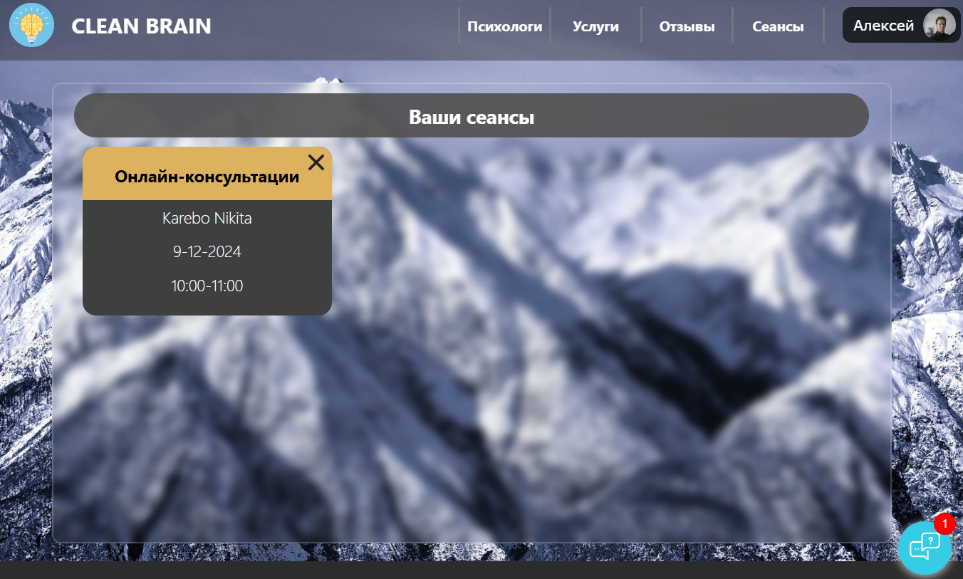 CLEAN BRAIN
Психологи
Услуги
Отзывы
Сеансы
Алексей
Ваши сеансы
Онлайн-консультации
Karebo Nikita
9-12-2024
10:00-11:00
1
?